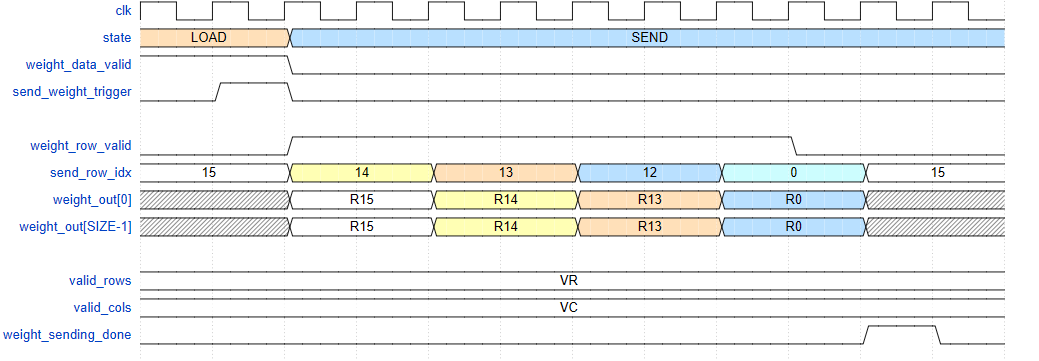 clk
state LOAD SEND
weight_data_valid
send_weight_trigger
weight_row_valid
send_row_idx 15 14 13 12 0 15
weight_out[0] R15 R14 R13 R0
weight_out[SIZE-1] R15 R14 R13 R0
valid_rows VR
valid_cols VC
weight_sending_done